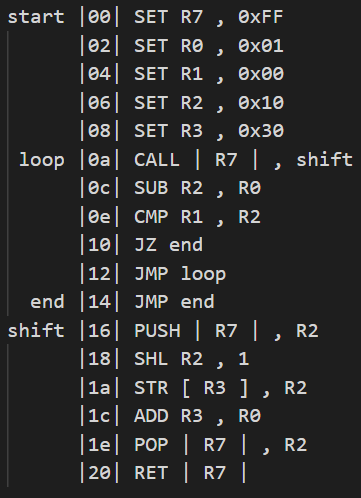 start |00| SET R7 , 0xFF
|02| SET R0 , 0x01
|04| SET R1 , 0x00
|06| SET R2 , 0x10
|08| SET R3 , 0x30
loop |0a| CALL | R7 | , shift
|0c| SUB R2 , R0
|0e| CMP R1 , R2
|10| JZ end
|12| JMP loop
end |14| JMP end
shift |16| PUSH | R7 | , R2
|18| SHL R2 , 1
|1a| STR [ R3 ] , R2
|1c| ADD R3 , R0
|1e| POP | R7 | , R2
|20| RET | R7 |